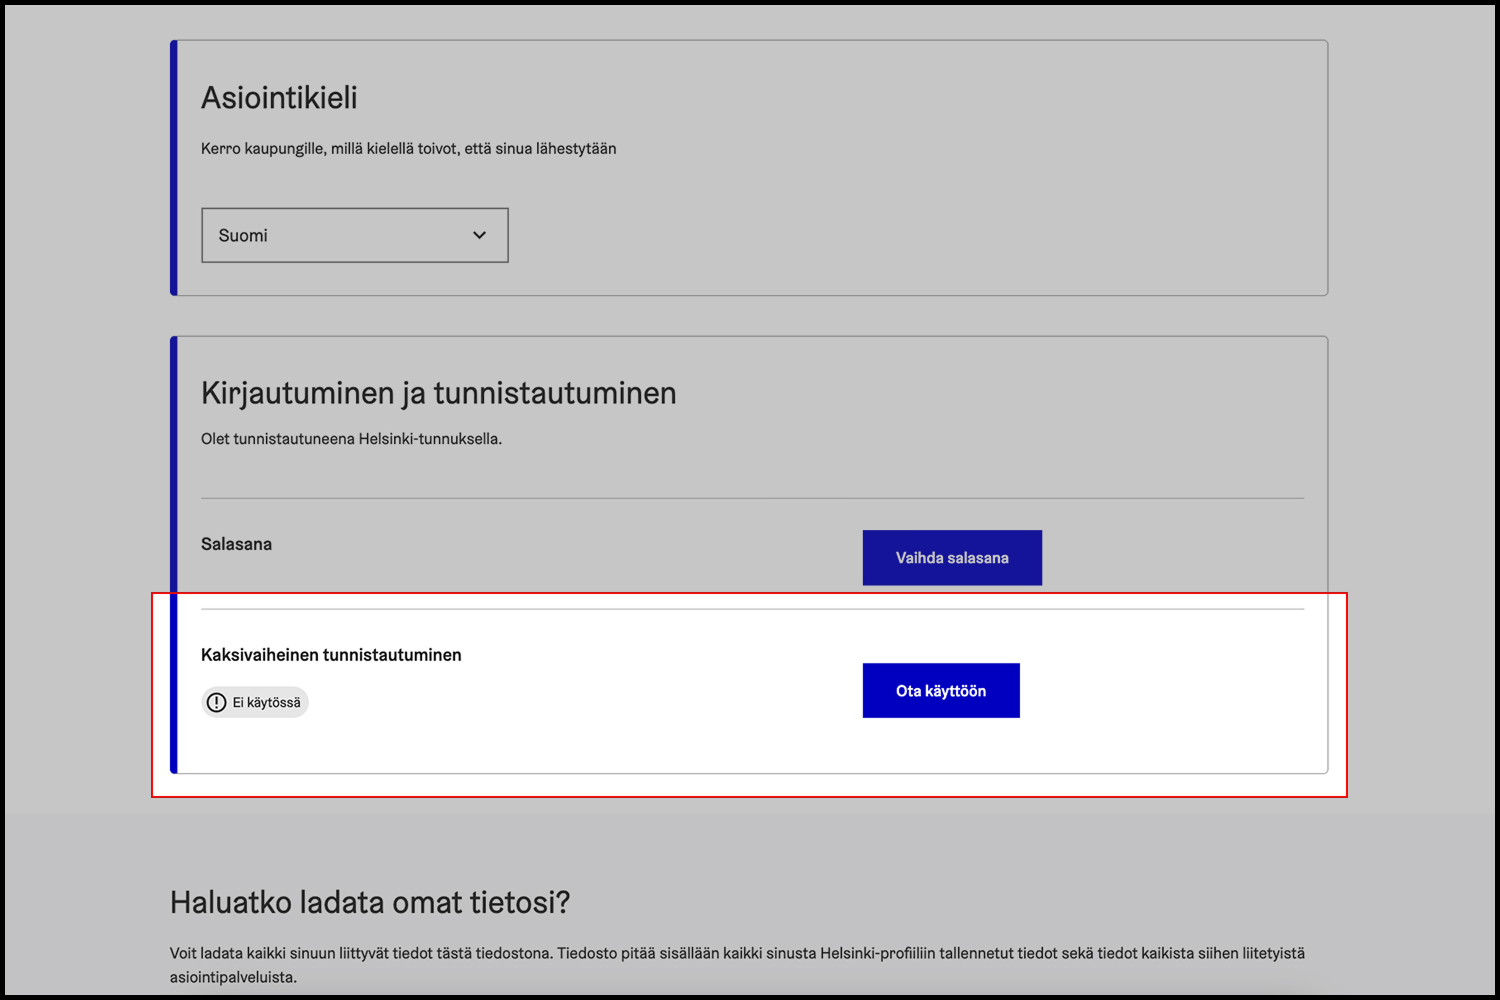 Asiointikieli
Kerro kaupungille, millä kielellä toivot, että sinua lähestytään
Suomi
Kirjautuminen ja tunnistautuminen
Olet tunnistautuneena Helsinki-tunnuksella.
Salasana
Vaihda salasana
Kaksivaiheinen tunnistautuminen
Ei käytössä
Ota käyttöön
Haluatko ladata omat tietosi?
Voit ladata kaikki sinuun liittyvät tiedot tästä tiedostona. Tiedosto pitää sisällään kaikki sinusta Helsinki-profiiliin tallennetut tiedot sekä tiedot kaikista siihen liitetyistä
asiointipalveluista.